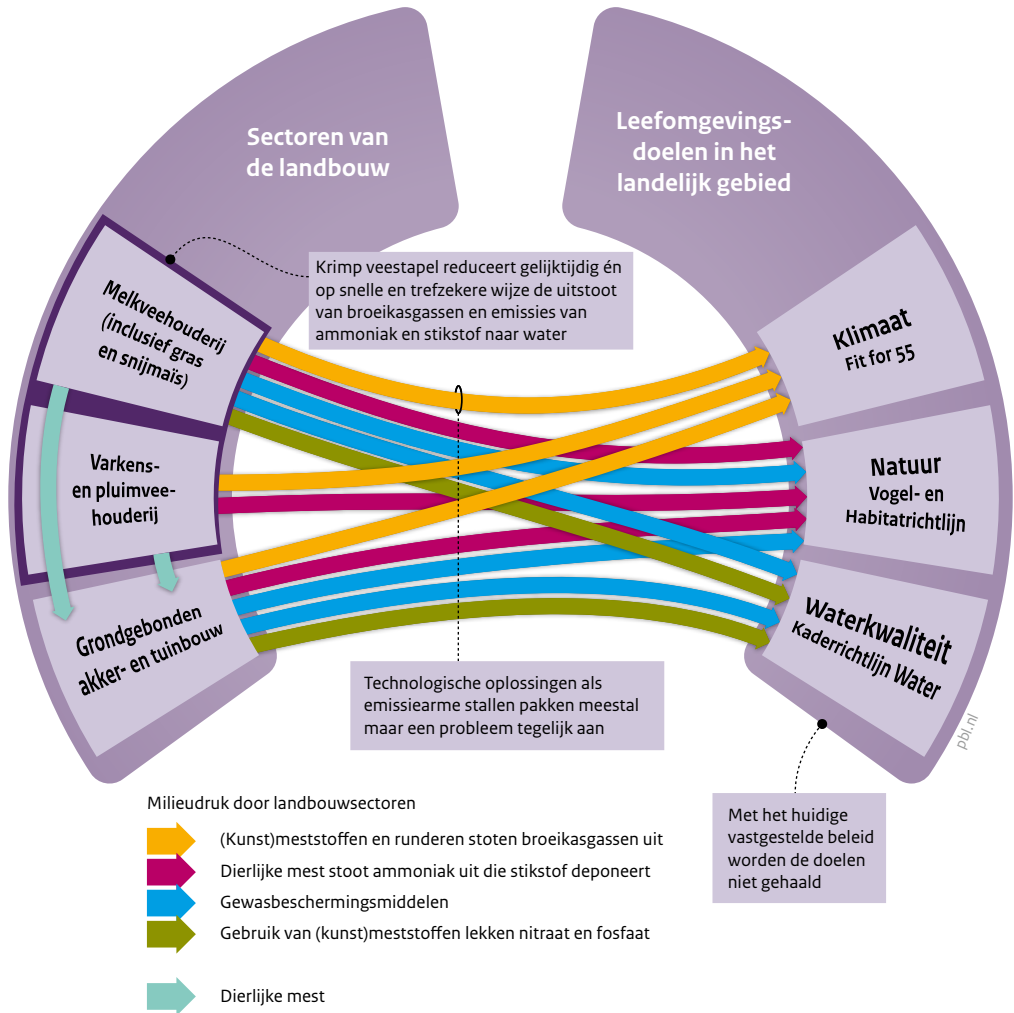 Sectoren van
de landbouw
Leefomgevings-
doelen in het
landelijk gebied
Krimp veestapel reduceert gelijktijdig én
op snelle en trefzekere wijze de uitstoot
van broeikasgassen en emissies van
ammoniak en stikstof naar water
Melkveehouderij
(inclusief gras
en snijmaïs)
Klimaat
Fit for 55
Varkens-
en pluimvee-
houderij
Natuur
Vogel- en
Habitatrichtlijn
Grondgebonden
akker- en tuinbouw
Waterkwaliteit
Kaderrichtlijn Water
Technologische oplossingen als
emissiearme stallen pakken meestal
maar een probleem tegelijk aan
pbl.nl
Met het huidige
vastgestelde beleid
worden de doelen
niet gehaald
Milieudruk door landbouwsectoren
(Kunst)meststoffen en runderen stoten broeikasgassen uit
Dierlijke mest stoot ammoniak uit die stikstof deponeert
Gewasbeschermingsmiddelen
Gebruik van (kunst)meststoffen lekken nitraat en fosfaat
Dierlijke mest